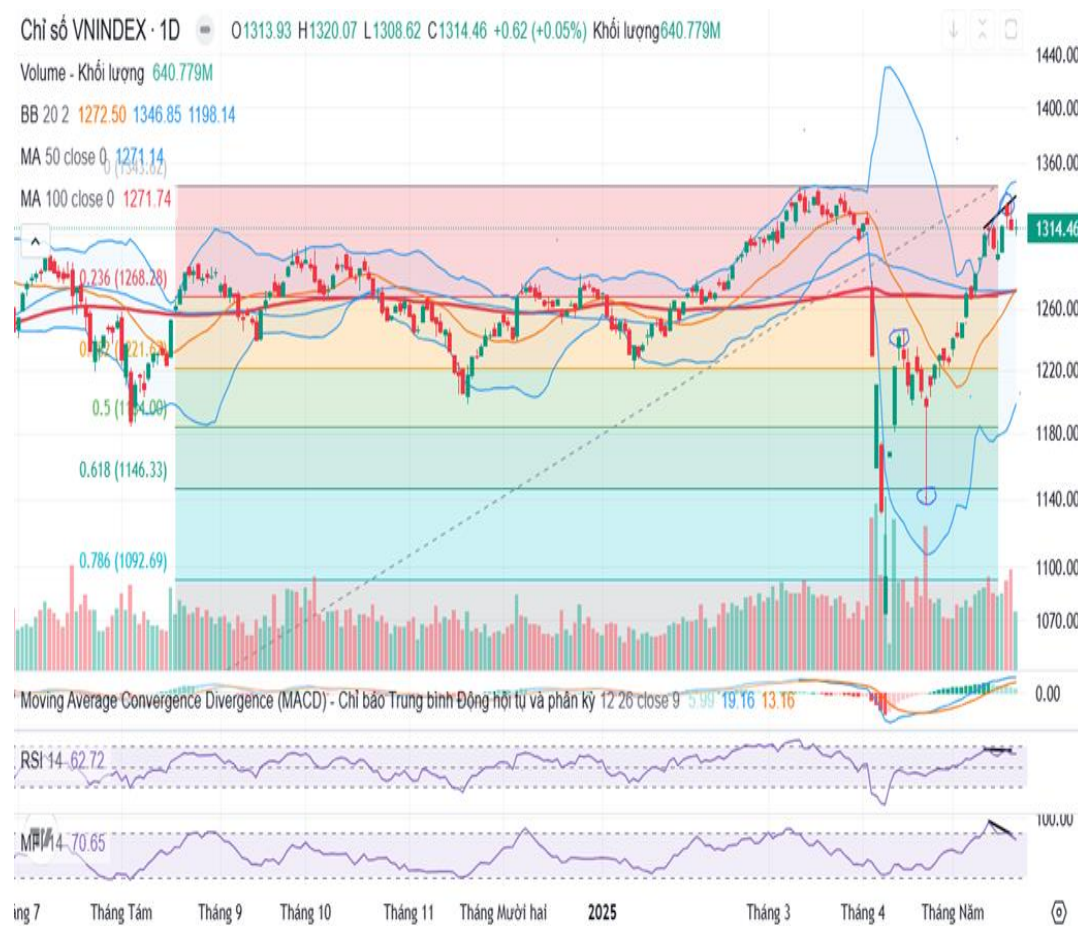 Chỉ số VNINDEX · 1D O1313.93 H1320.07 L1308.62 C1314.46 +0.62 (+0.05%) Khối lượng640.779M
Volume - Khối lượng 640.779M
BB 20 2 1272.50 1346.85 1198.14
MA 50 close 0 1271.14
0 (1343.62)
MA 100 close 0 1271.74
0.236 (1268.28)
0.5 (1184.00)
0.618 (1146.33)
0.786 (1092.69)
1440.00
1400.00
1360.00
1314.46
1260.00
1220.00
1180.00
1140.00
1100.00
1070.00
Moving Average Convergence Divergence (MACD) - Chỉ báo Trung bình Động hội tụ và phân kỳ 12 26 close 9 5.99 19.16 13.16
0.00
RSI 14 62.72
MFI 14 70.65
100.00
Tháng Tám Tháng 9 Tháng 10 Tháng 11 Tháng Mười hai 2025 Tháng 3 Tháng 4 Tháng Năm